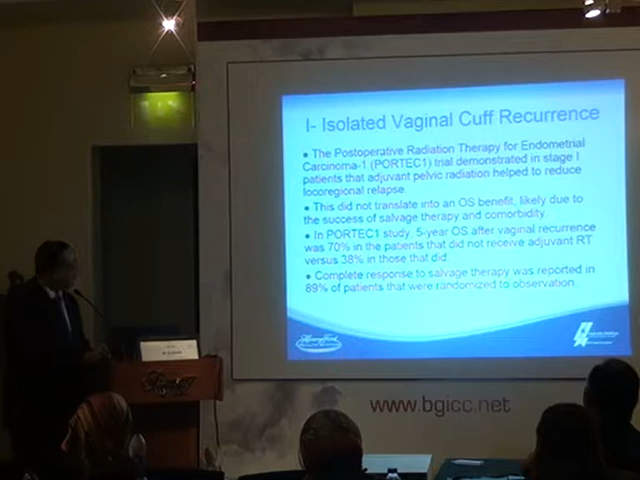 I- Isolated Vaginal Cuff Recurrence
● The Postoperative Radiation Therapy for Endometrial
Carcinoma-1 (PORTEC1) trial demonstrated in stage I
patients that adjuvant pelvic radiation helped to reduce
locoregional relapse.
● This did not translate into an OS benefit, likely due to
the success of salvage therapy and comorbidity.
● In PORTEC1 study, 5-year OS after vaginal recurrence
was 70% in the patients that did not receive adjuvant RT
versus 38% in those that did.
● Complete response to salvage therapy was reported in
89% of patients that were randomized to observation.
www.bgicc.net